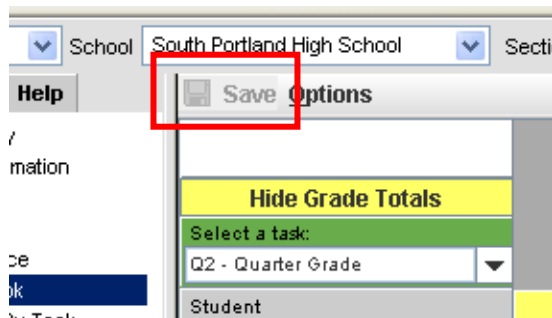 School South Portland High School Secti
Help Save Options
y
mation
Hide Grade Totals
Select a task:
ce Q2 - Quarter Grade
ok
Student
Task